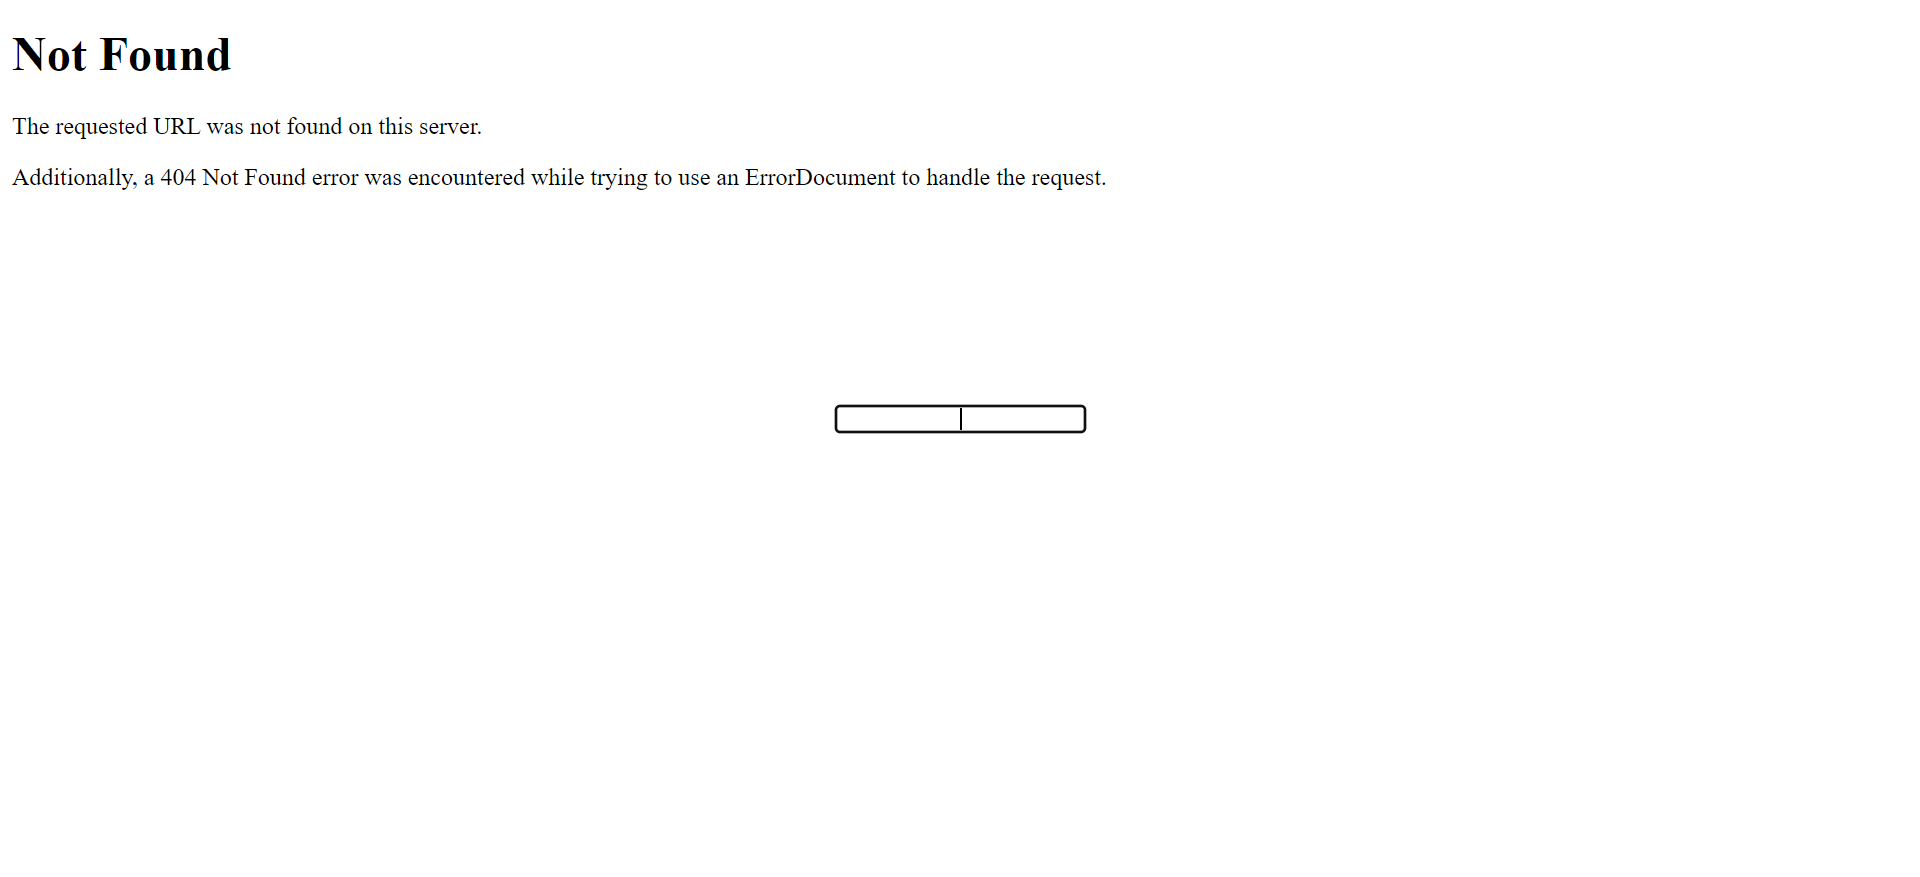 Not Found
The requested URL was not found on this server.
Additionally, a 404 Not Found error was encountered while trying to use an ErrorDocument to handle the request.